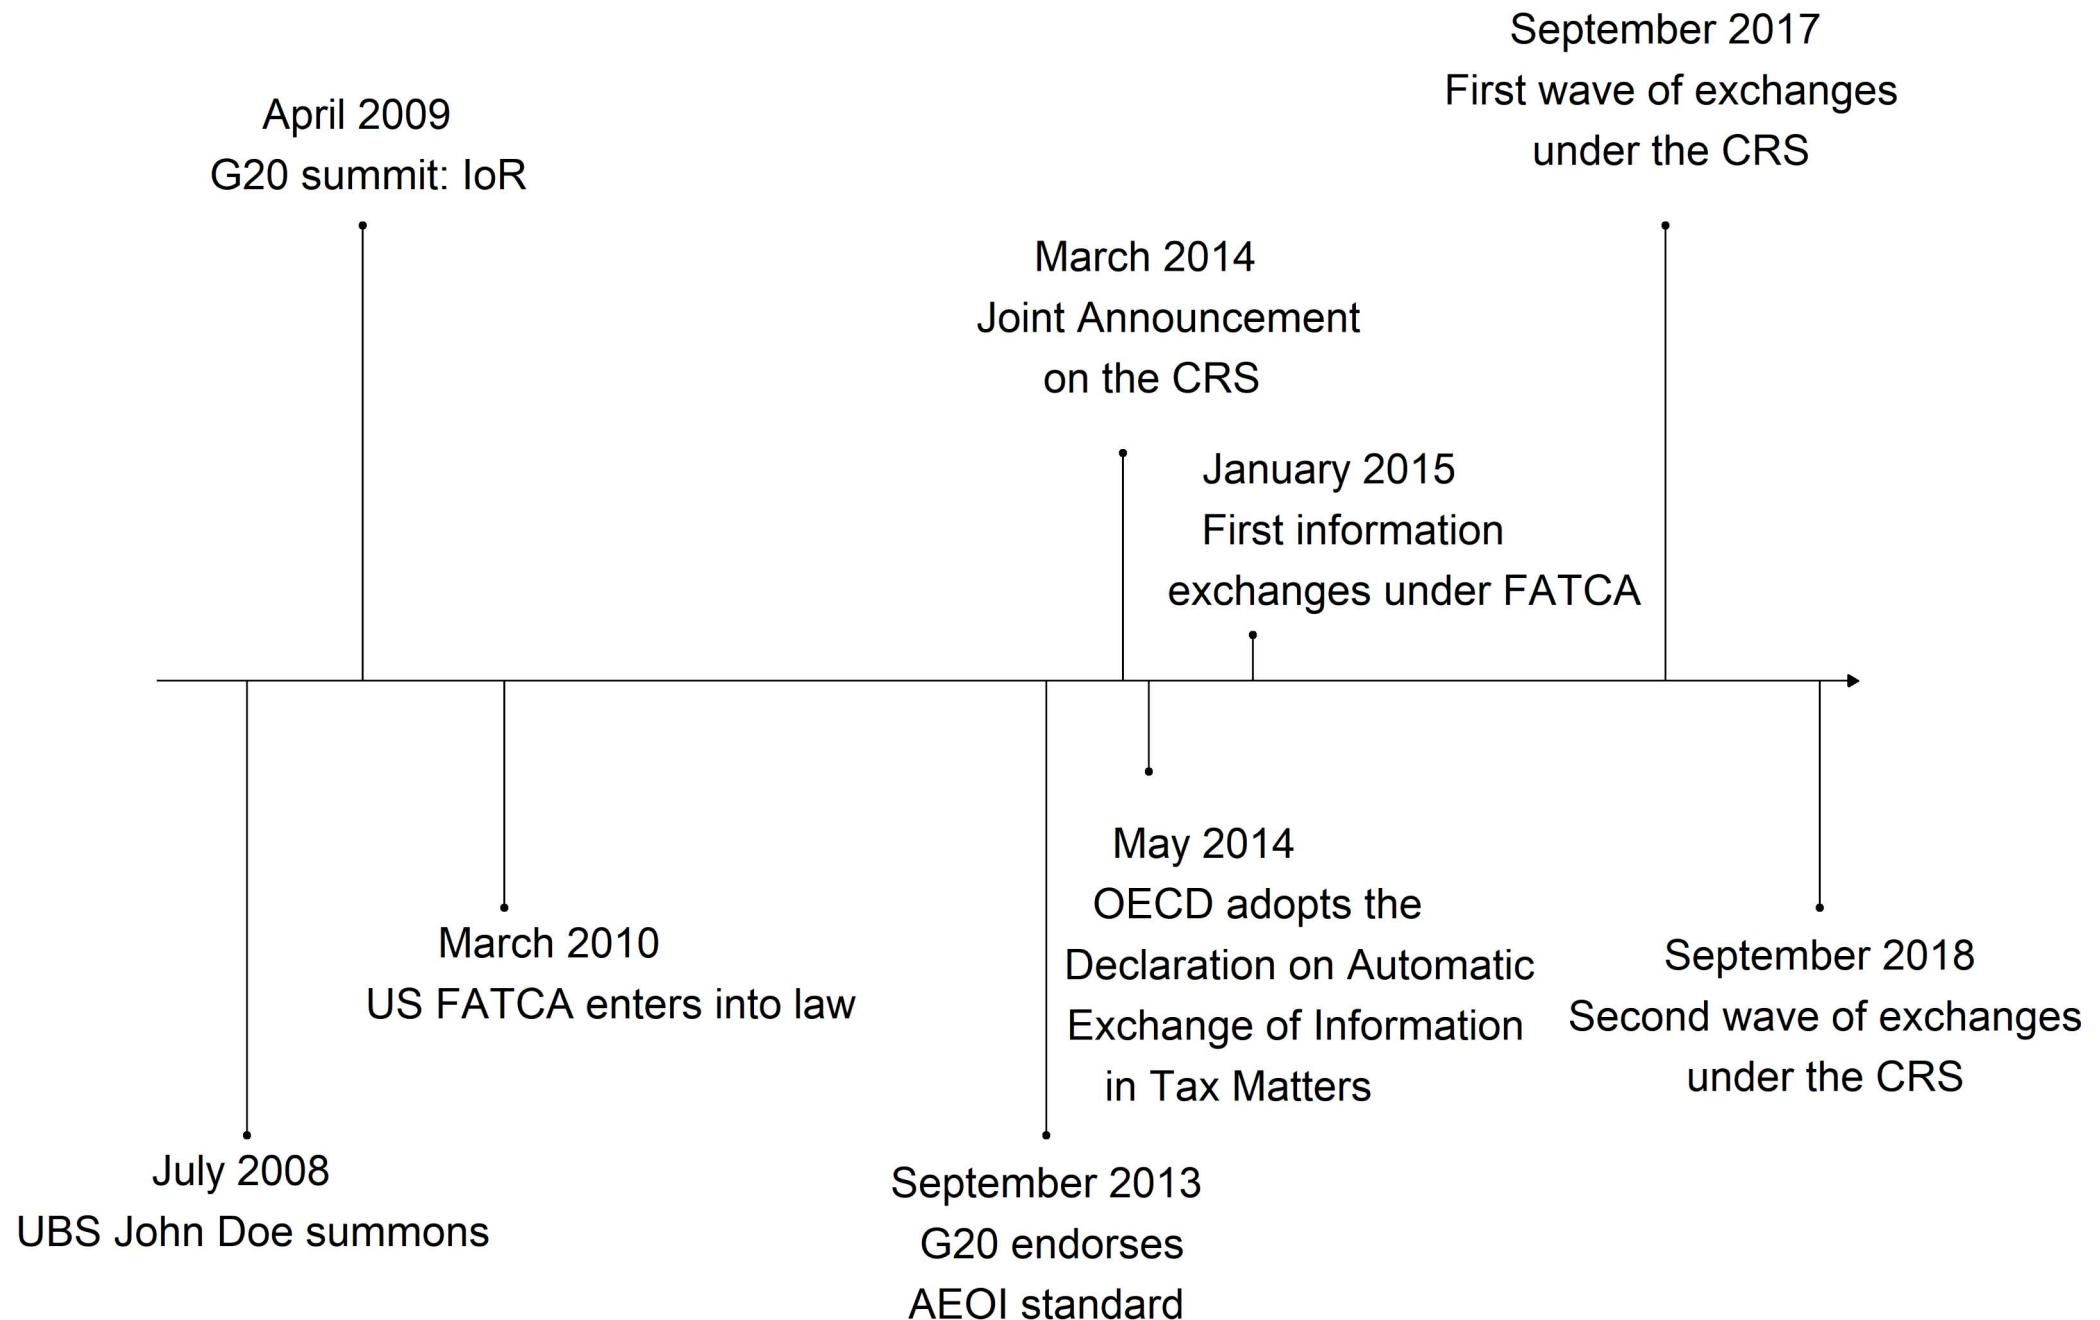 September 2017
First wave of exchanges
under the CRS
April 2009
G20 summit: IoR
March 2014
Joint Announcement
on the CRS
January 2015
First information
exchanges under FATCA
May 2014
OECD adopts the
Declaration on Automatic
Exchange of Information
in Tax Matters
March 2010
US FATCA enters into law
September 2018
Second wave of exchanges
under the CRS
July 2008
UBS John Doe summons
September 2013
G20 endorses
AEOI standard